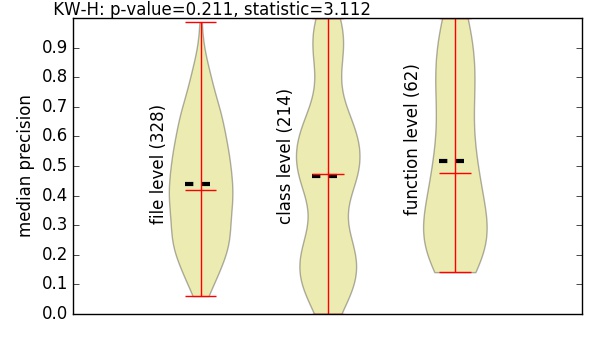 KW-H: p-value=0.211, statistic=3.112
median precision
0.9
0.8
0.7
0.6
0.5
0.4
0.3
0.2
0.1
0.0
file level (328)
class level (214)
function level (62)